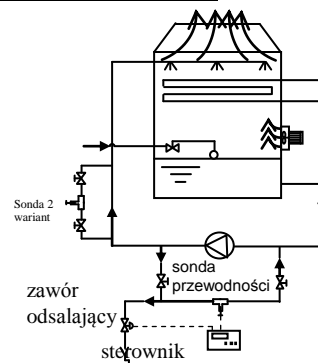 Sonda 2
wariant
sonda
przewodności
zawór
odsalający
sterownik